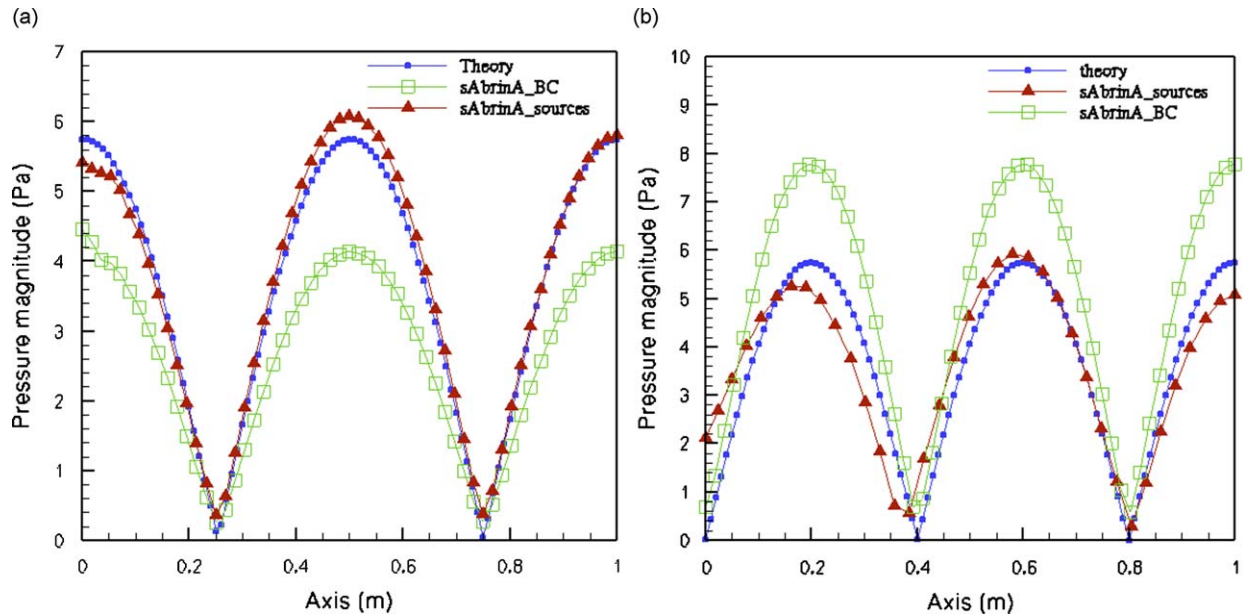 (a)
7
6
5
4
3
2
1
0
Pressure magnitude (Pa)
Theory
sAbrinA_BC
sAbrinA_sources
0 0.2 0.4 0.6 0.8 1
Axis (m)
(b)
10
9
8
7
6
5
4
3
2
1
0
Pressure magnitude (Pa)
theory
sAbrinA_sources
sAbrinA_BC
0 0.2 0.4 0.6 0.8 1
Axis (m)